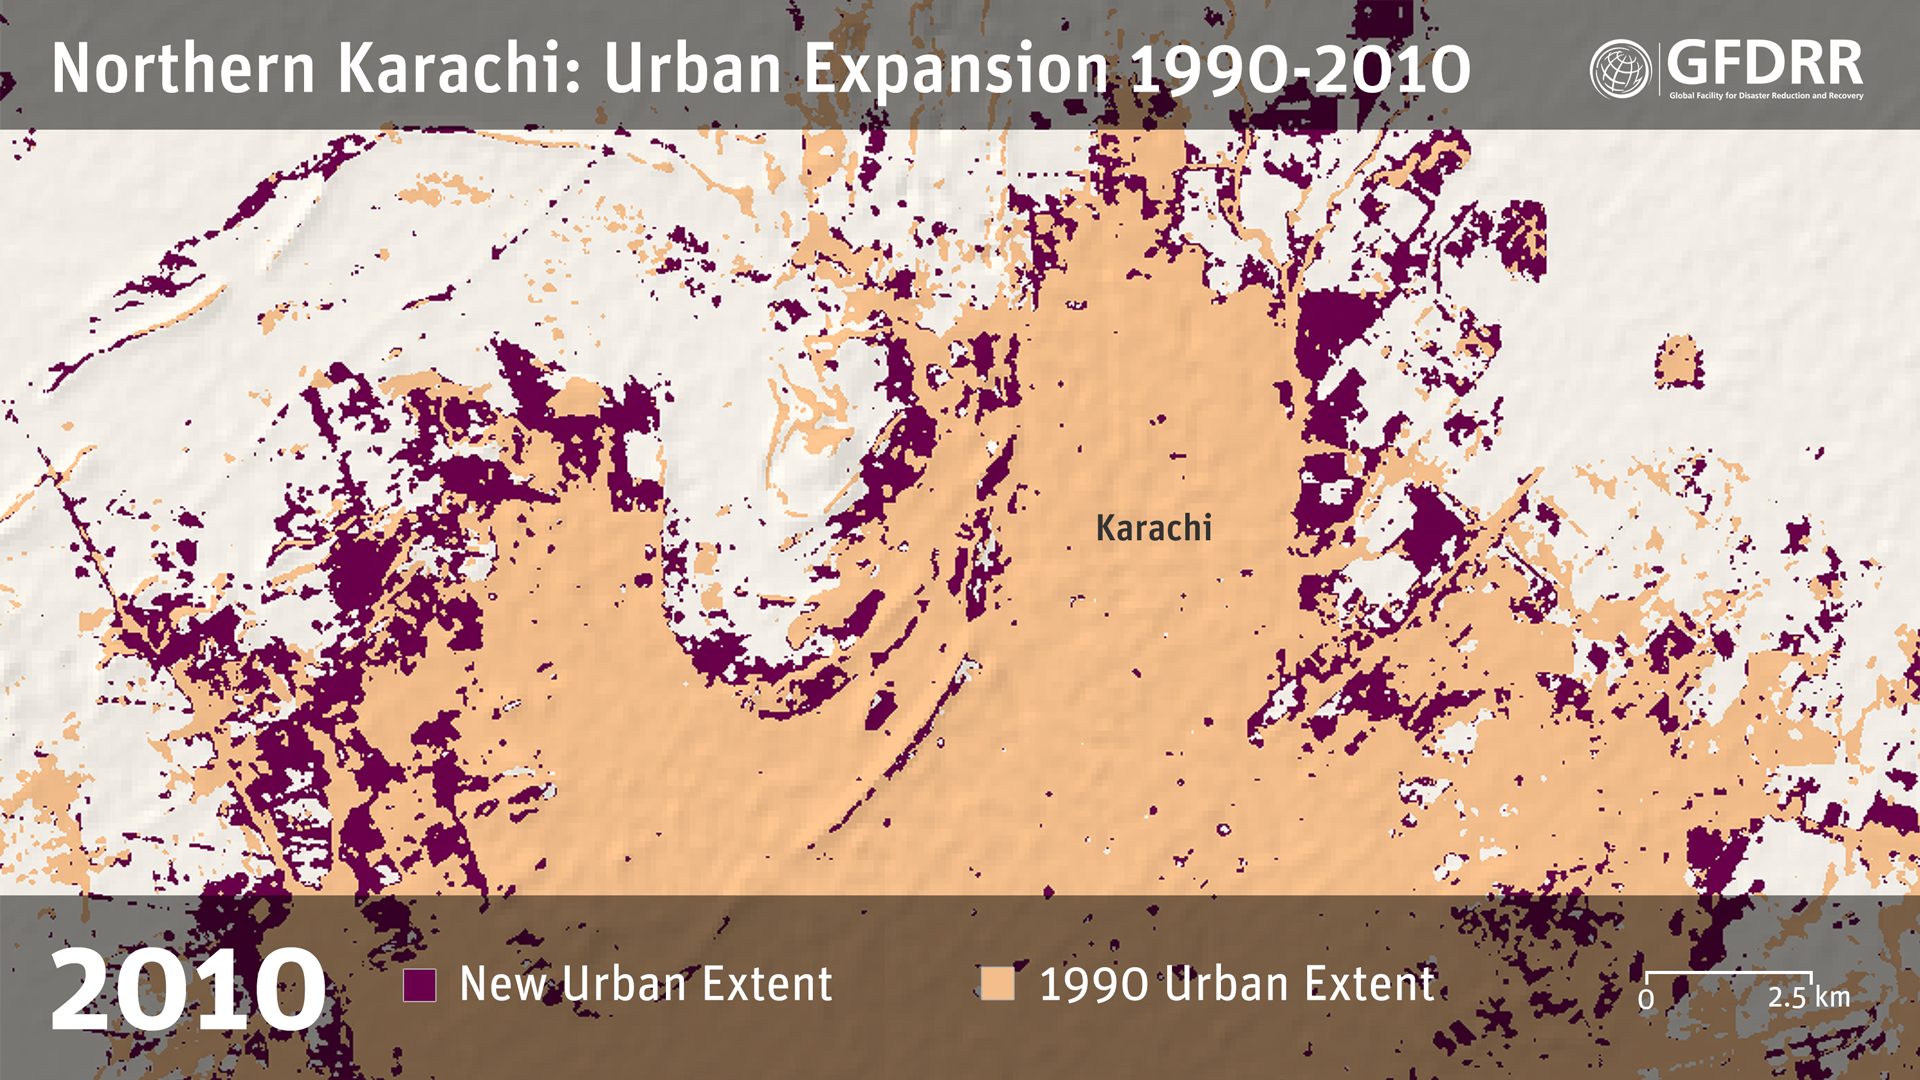 Northern Karachi: Urban Expansion 1990-2010
GFDRR
Global Facility for Disaster Reduction and Recovery
Karachi
2010
New Urban Extent
1990 Urban Extent
0 2.5 km